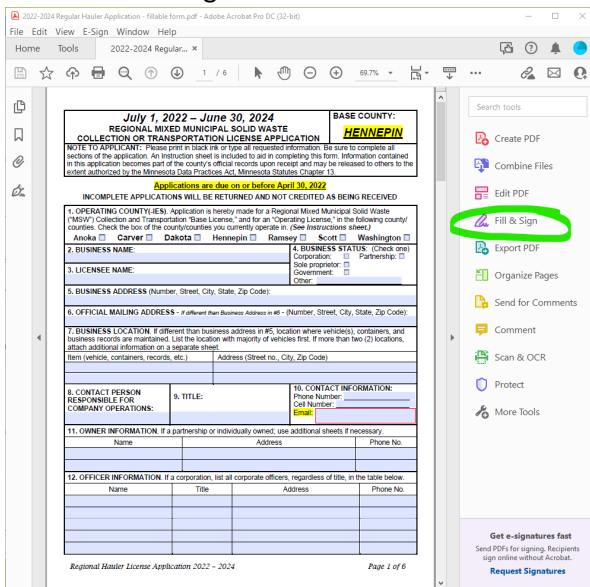 2022-2024 Regular Hauler Application - fillable form.pdf - Adobe Acrobat Pro DC (32-bit)
File Edit View E-Sign Window Help
Home Tools 2022-2024 Regular... ×
1 / 6 69.7%
Search tools
Create PDF
Combine Files
Edit PDF
Fill & Sign
Export PDF
Organize Pages
Send for Comments
Comment
Scan & OCR
Protect
More Tools
Get e-signatures fast
Send PDFs for signing. Recipients
sign online without Acrobat.
Request Signatures
July 1, 2022 – June 30, 2024
REGIONAL MIXED MUNICIPAL SOLID WASTE
COLLECTION OR TRANSPORTATION LICENSE APPLICATION
BASE COUNTY:
HENNEPIN
NOTE TO APPLICANT: Please print in black ink or type all requested information. Be sure to complete all
sections of the application. An Instruction sheet is included to aid in completing this form. Information contained
in this application becomes part of the county's official records upon receipt and may be released to others to the
extent authorized by the Minnesota Data Practices Act, Minnesota Statutes Chapter 13.
Applications are due on or before April 30, 2022
INCOMPLETE APPLICATIONS WILL BE RETURNED AND NOT CREDITED AS BEING RECEIVED
1. OPERATING COUNTY(-IES). Application is hereby made for a Regional Mixed Municipal Solid Waste
("MSW") Collection and Transportation "Base License," and for an "Operating License," in the following county/
counties. Check the box of the county/counties you currently operate in. (See Instructions sheet.)
Anoka Carver Dakota Hennepin Ramsey Scott Washington
2. BUSINESS NAME:
3. LICENSEE NAME:
4. BUSINESS STATUS: (Check one)
Corporation: Partnership:
Sole proprietor:
Government:
Other:
5. BUSINESS ADDRESS (Number, Street, City, State, Zip Code):
6. OFFICIAL MAILING ADDRESS - If different than Business Address in #5 - (Number, Street, City, State, Zip Code):
7. BUSINESS LOCATION. If different than business address in #5, location where vehicle(s), containers, and
business records are maintained. List the location with majority of vehicles first. If more than two (2) locations,
attach additional information on a separate sheet.
Item (vehicle, containers, records, etc.) Address (Street no., City, Zip Code)
8. CONTACT PERSON
RESPONSIBLE FOR
COMPANY OPERATIONS:
9. TITLE:
10. CONTACT INFORMATION:
Phone Number:
Cell Number:
Email:
11. OWNER INFORMATION. If a partnership or individually owned; use additional sheets if necessary.
Name Address Phone No.
12. OFFICER INFORMATION. If a corporation, list all corporate officers, regardless of title, in the table below.
Name Title Address Phone No.
Regional Hauler License Application 2022 – 2024 Page 1 of 6